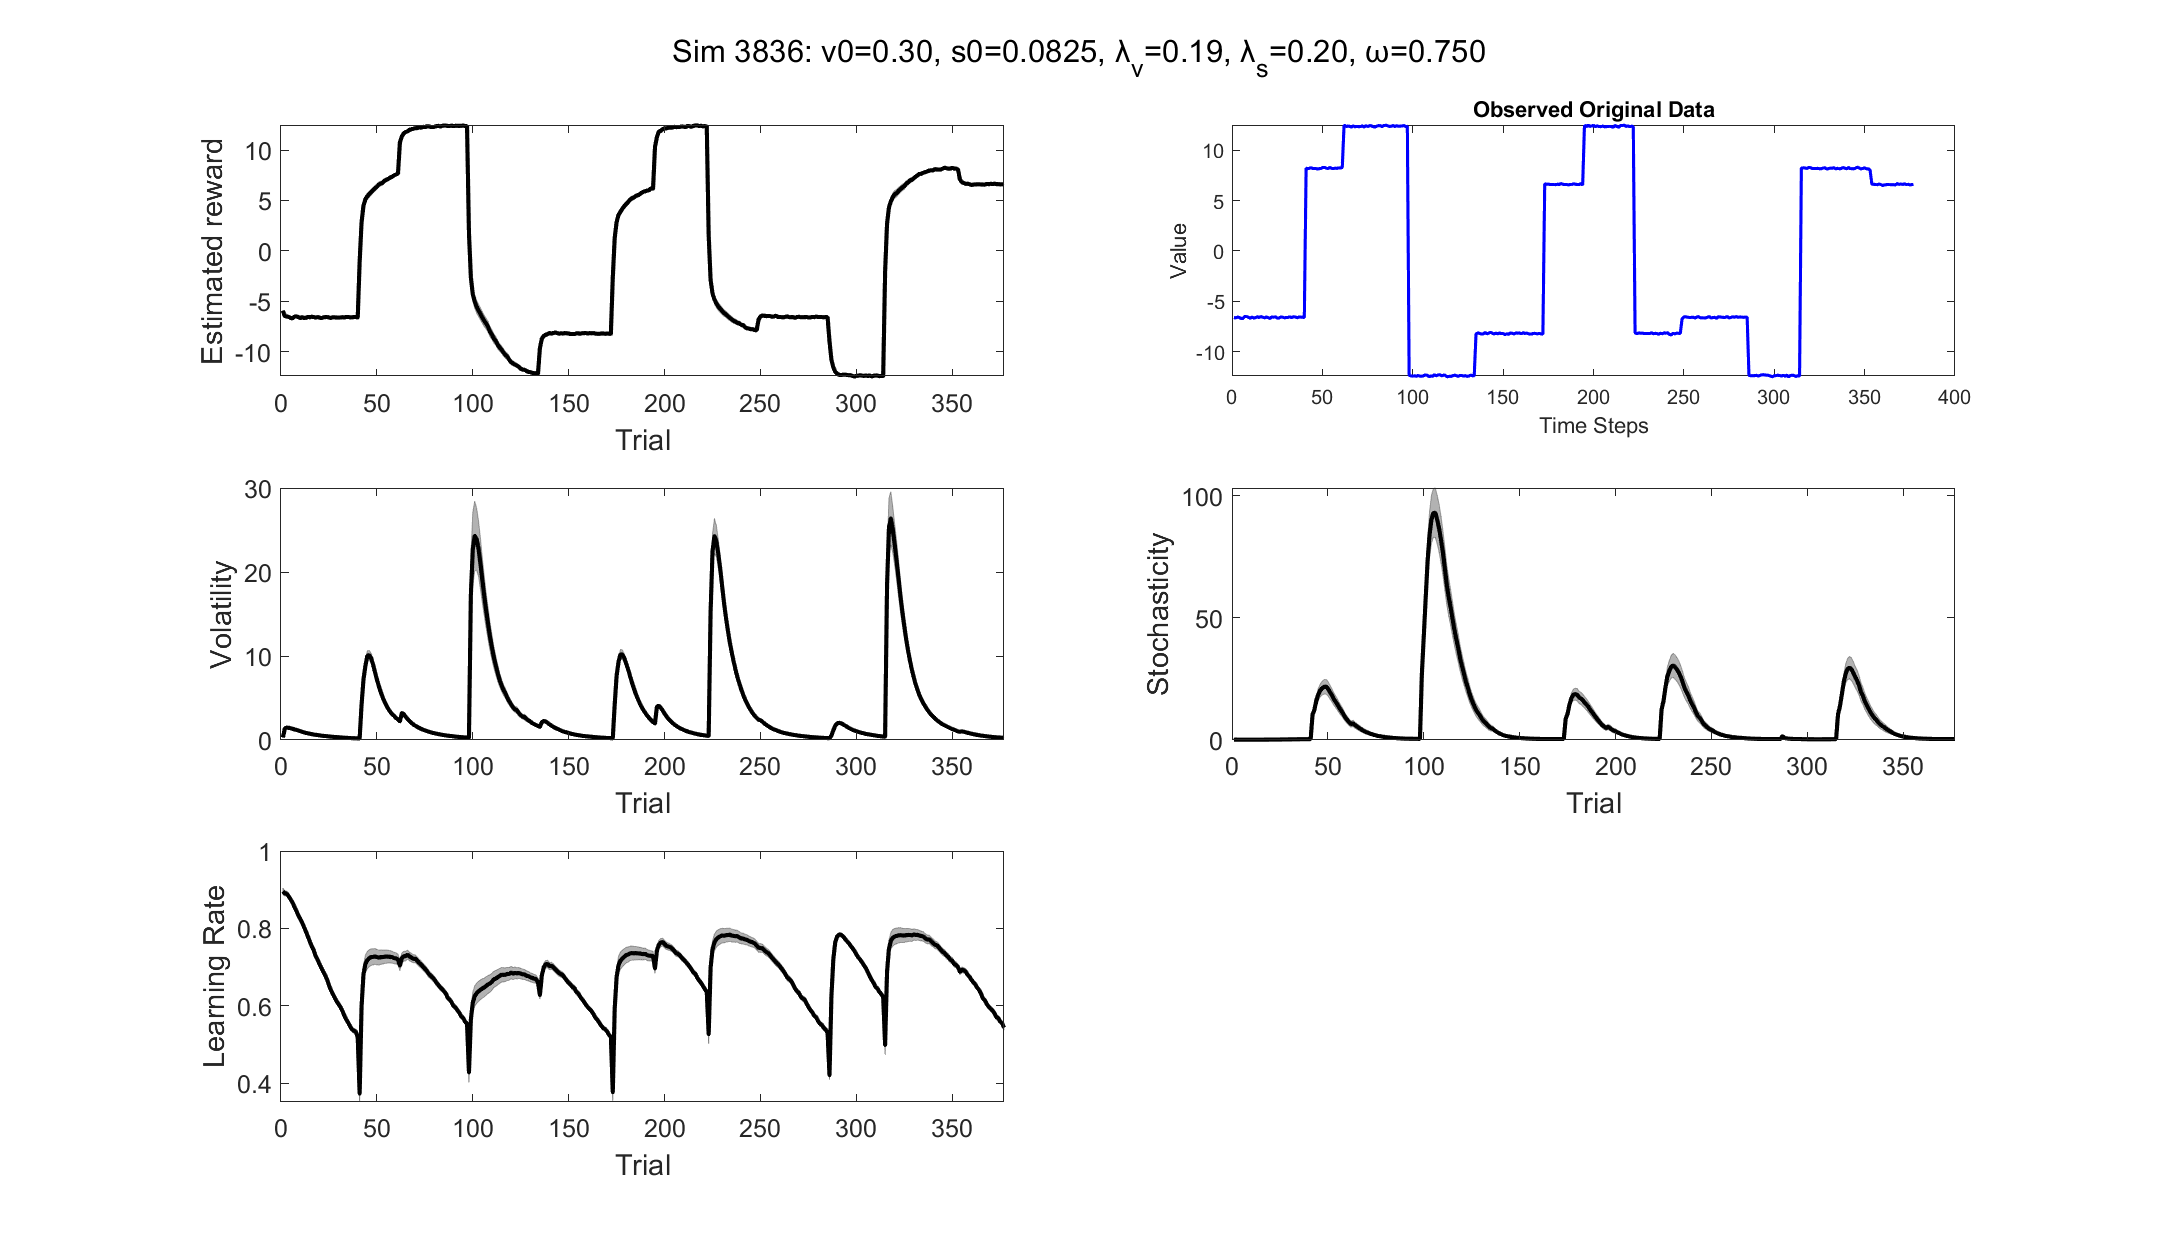 Sim 3836: v0=0.30, s0=0.0825, λv=0.19, λs=0.20, ω=0.750
Estimated reward
10
5
0
-5
-10
0 50 100 150 200 250 300 350
Trial
Observed Original Data
Value
10
5
0
-5
-10
0 50 100 150 200 250 300 350 400
Time Steps
Volatility
30
20
10
0
0 50 100 150 200 250 300 350
Trial
Stochasticity
100
50
0
0 50 100 150 200 250 300 350
Trial
Learning Rate
1
0.8
0.6
0.4
0 50 100 150 200 250 300 350
Trial